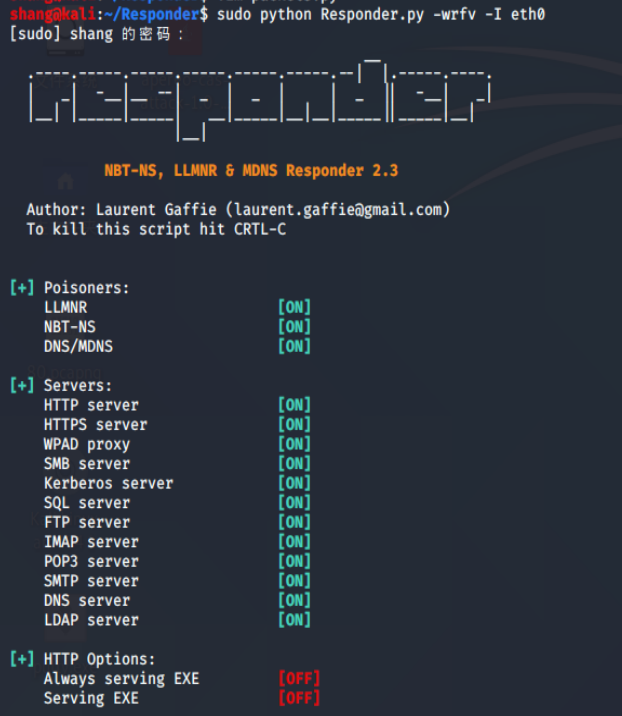 shang@kali:~/Responder$ sudo python Responder.py -wrfv -I eth0
[sudo] shang 的密码：
NBT-NS, LLMNR & MDNS Responder 2.3
Author: Laurent Gaffie (laurent.gaffie@gmail.com)
To kill this script hit CRTL-C
[+] Poisoners:
LLMNR [ON]
NBT-NS [ON]
DNS/MDNS [ON]
[+] Servers:
HTTP server [ON]
HTTPS server [ON]
WPAD proxy [ON]
SMB server [ON]
Kerberos server [ON]
SQL server [ON]
FTP server [ON]
IMAP server [ON]
POP3 server [ON]
SMTP server [ON]
DNS server [ON]
LDAP server [ON]
[+] HTTP Options:
Always serving EXE [OFF]
Serving EXE [OFF]